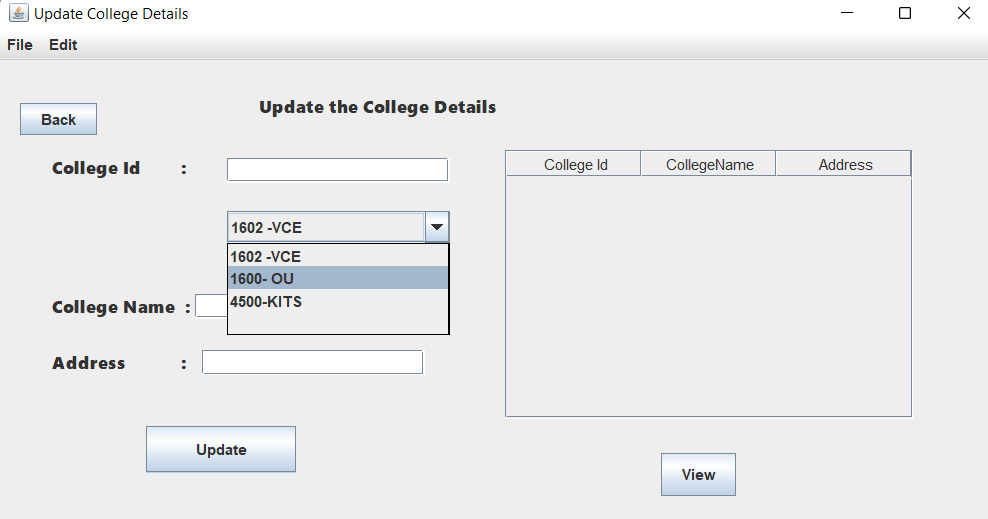 Update College Details
File Edit
Update the College Details
Back
College Id :
College Id CollegeName Address
1602 -VCE
1602 -VCE
1600- OU
4500-KITS
College Name :
Address :
Update
View